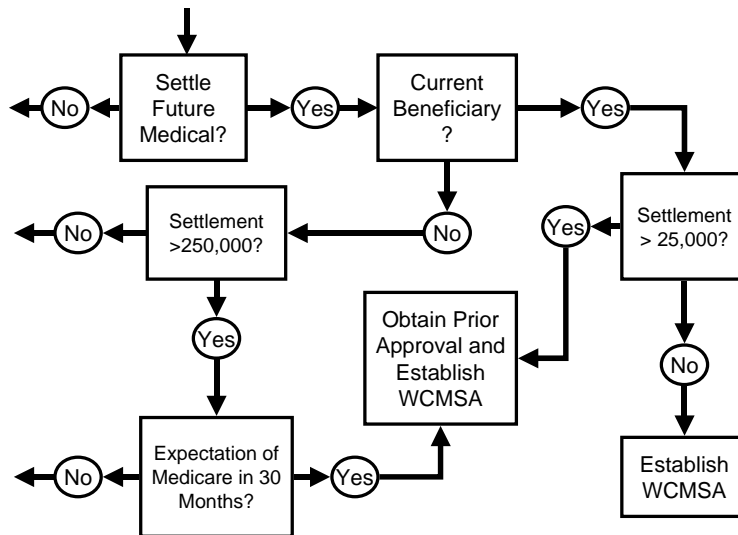 Settle
Future
Medical?
No
Yes
Current
Beneficiary
?
Yes
No
Settlement
>250,000?
No
Yes
Settlement
> 25,000?
Yes
No
Obtain Prior
Approval and
Establish
WCMSA
Expectation of
Medicare in 30
Months?
No
Yes
Establish
WCMSA